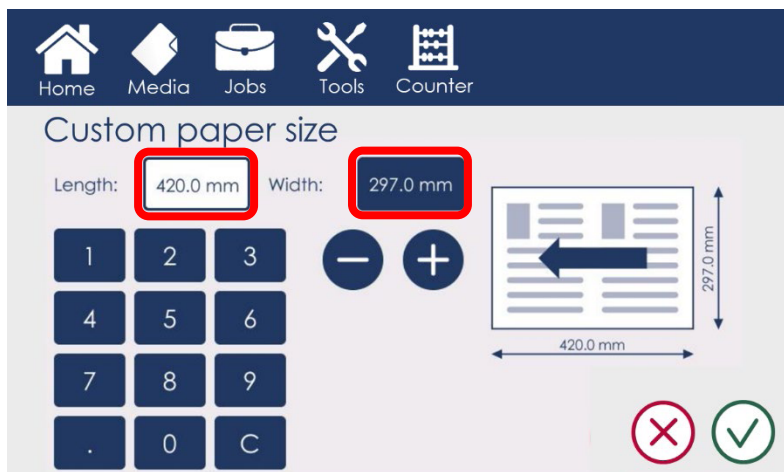 Home Media Jobs Tools Counter
Custom paper size
Length: 420.0 mm Width: 297.0 mm
1 2 3
4 5 6
7 8 9
. 0 C
297.0 mm
420.0 mm